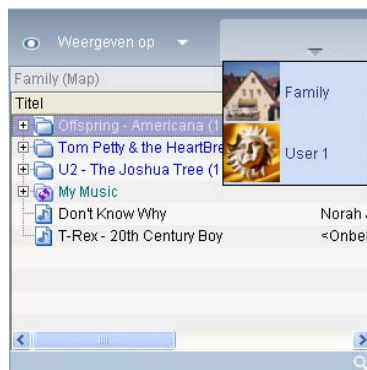 Weergeven op
Family (Map)
Titel
Family
Offspring - Americana (1
Tom Petty & the HeartBre
User 1
U2 - The Joshua Tree (1
My Music
Don't Know Why Norah
T-Rex - 20th Century Boy <Onbel